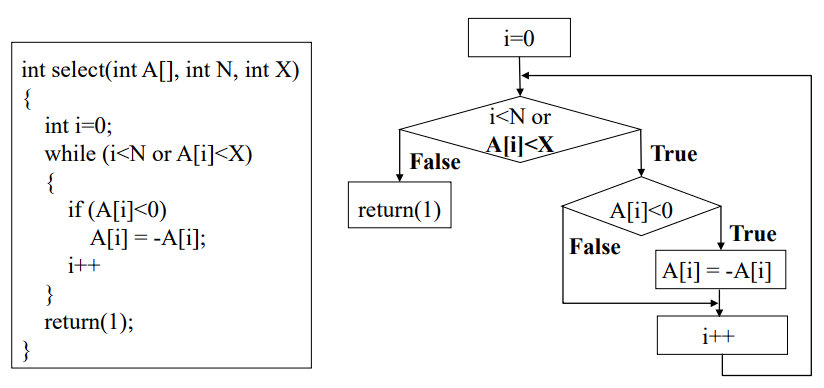 int select(int A[], int N, int X)
{
int i=0;
while (i<N or A[i]<X)
{
if (A[i]<0)
A[i] = -A[i];
i++
}
return(1);
}
i=0
i<N or
A[i]<X
False
True
return(1)
A[i]<0
False
True
A[i] = -A[i]
i++